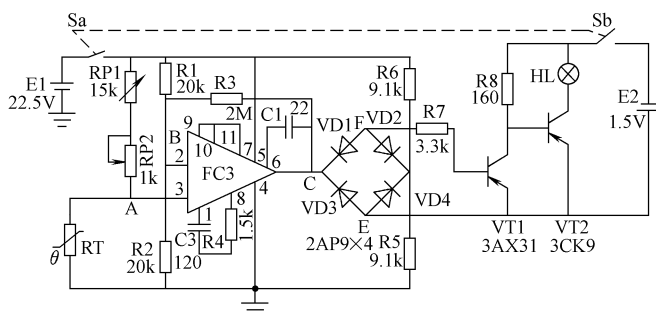 Sa
Sb
E1
22.5V
RP1
15k
R1
20k
R3
2M
C1
22
R6
9.1k
R8
160
HL
E2
1.5V
RP2
1k
B
9
10
11
7
5
6
2
3
FC3
4
8
1
A
C
VD1
F
VD2
R7
3.3k
VD3
VD4
E
2AP9×4
R5
9.1k
θ
RT
R2
20k
C3
120
R4
1.5k
VT1
3AX31
VT2
3CK9